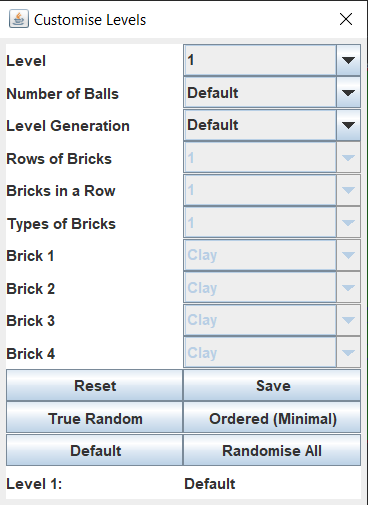 Customise Levels
Level 1
Number of Balls Default
Level Generation Default
Rows of Bricks 1
Bricks in a Row 1
Types of Bricks 1
Brick 1 Clay
Brick 2 Clay
Brick 3 Clay
Brick 4 Clay
Reset Save
True Random Ordered (Minimal)
Default Randomise All
Level 1: Default